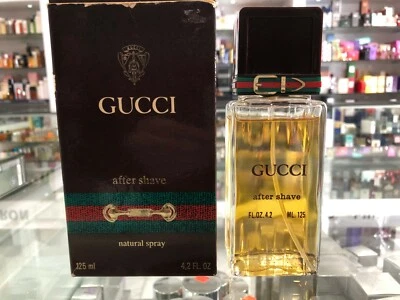 GUCCI
after shave
natural spray
125 ml 4.2 FL. OZ
GUCCI
after shave
FL.OZ 4.2 ML. 125